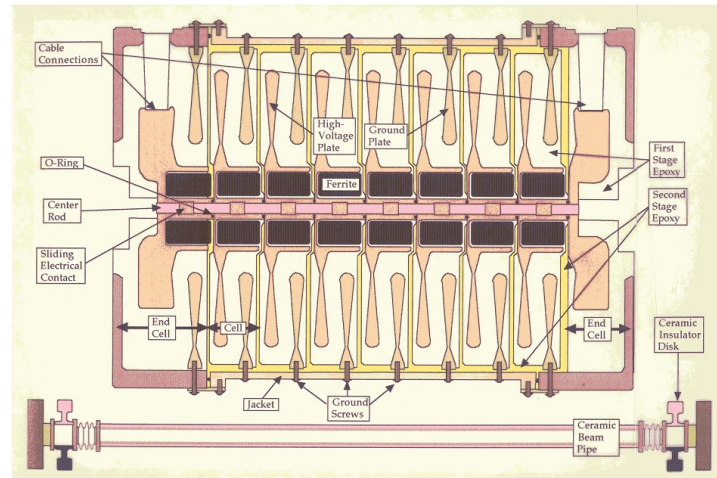 Cable
Connections
High-
Voltage
Plate
Ground
Plate
First
Stage
Epoxy
O-Ring
Ferrite
Center
Rod
Second
Stage
Epoxy
Sliding
Electrical
Contact
End
Cell
Cell
End
Cell
Ceramic
Insulator
Disk
Jacket
Ground
Screws
Ceramic
Beam
Pipe